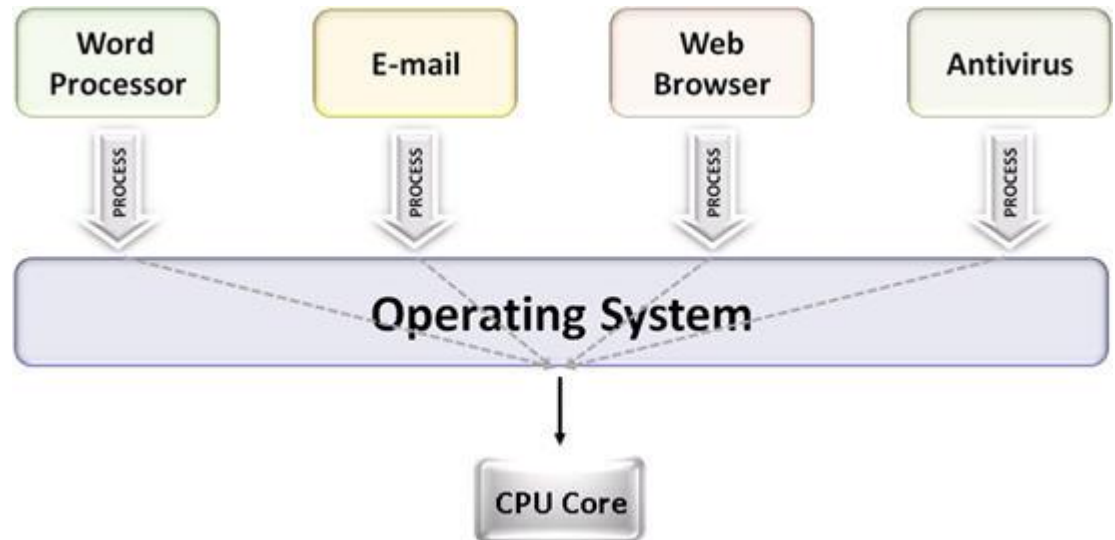 Word
Processor
E-mail
Web
Browser
Antivirus
PROCESS
PROCESS
PROCESS
PROCESS
Operating System
CPU Core